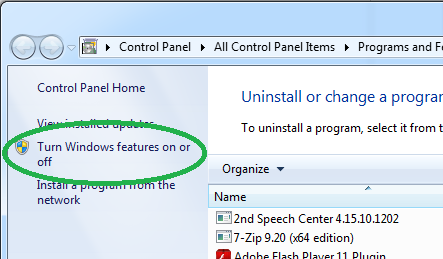 Control Panel ▸ All Control Panel Items ▸ Programs and Fe
Control Panel Home
View installed updates
Turn Windows features on or
off
Install a program from the
network
Uninstall or change a program
To uninstall a program, select it from t
Organize
Name
2nd Speech Center 4.15.10.1202
7-Zip 9.20 (x64 edition)
Adobe Flash Player 11 Plugin